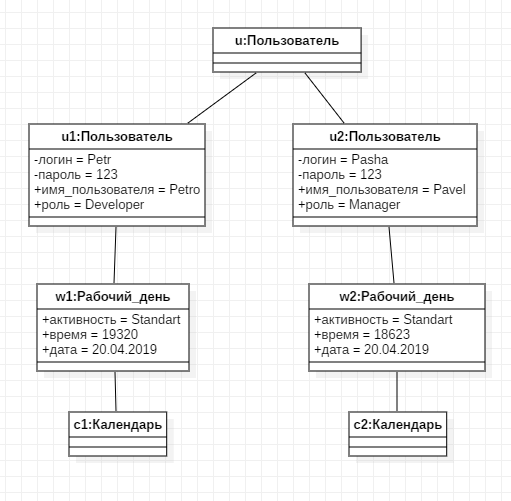 u:Пользователь
u1:Пользователь
-логин = Petr
-пароль = 123
+имя_пользователя = Petro
+роль = Developer
u2:Пользователь
-логин = Pasha
-пароль = 123
+имя_пользователя = Pavel
+роль = Manager
w1:Рабочий_день
+активность = Standart
+время = 19320
+дата = 20.04.2019
w2:Рабочий_день
+активность = Standart
+время = 18623
+дата = 20.04.2019
c1:Календарь
c2:Календарь